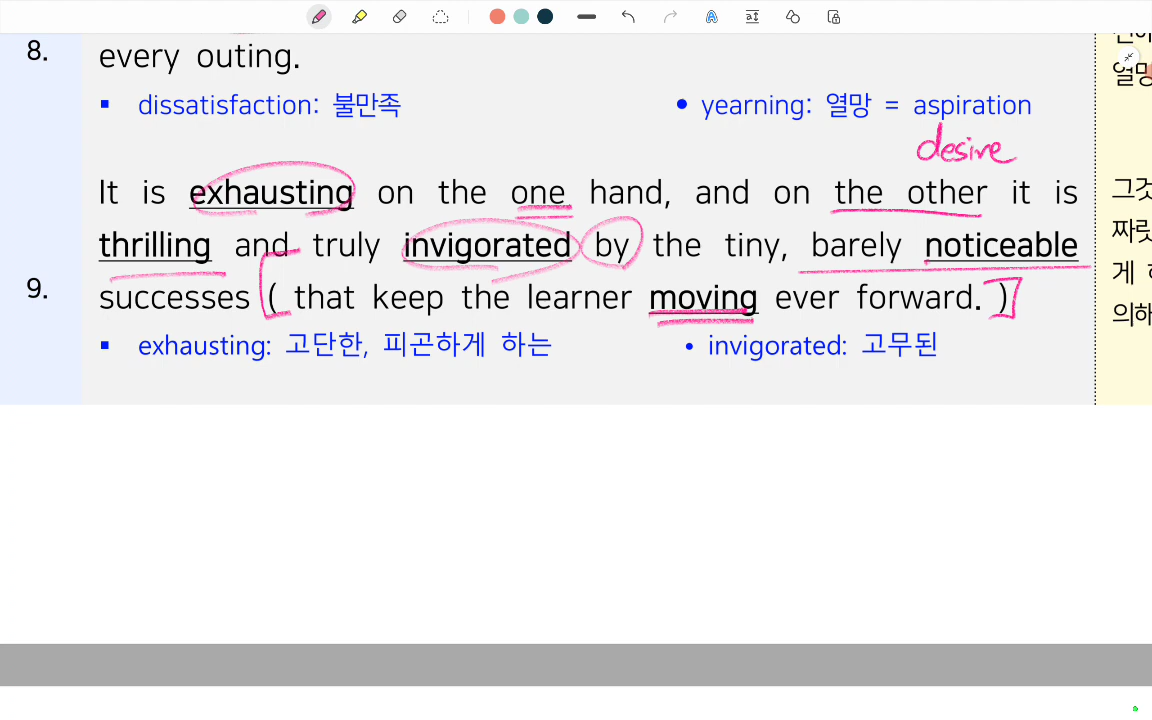 8.
every outing.
▪ dissatisfaction: 불만족
• yearning: 열망 = aspiration
desire
It is exhausting on the one hand, and on the other it is
thrilling and truly invigorated by the tiny, barely noticeable
9.
successes ( that keep the learner moving ever forward. )
▪ exhausting: 고단한, 피곤하게 하는
• invigorated: 고무된
열망
그것
짜릿
게
의해